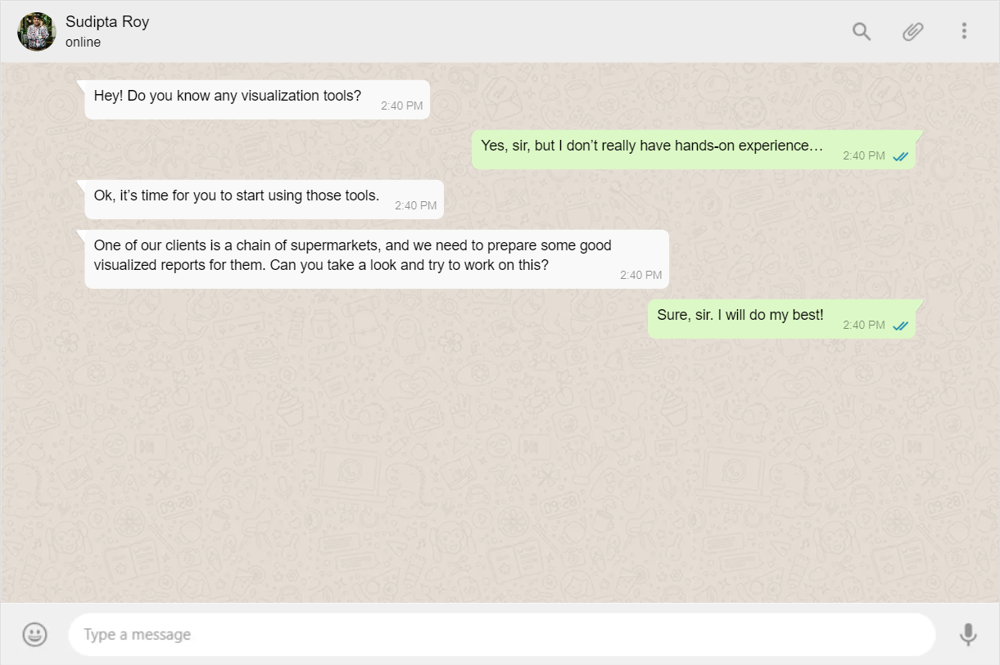 Sudipta Roy
online
Hey! Do you know any visualization tools?
2:40 PM
Yes, sir, but I don’t really have hands-on experience…
2:40 PM
Ok, it’s time for you to start using those tools.
2:40 PM
One of our clients is a chain of supermarkets, and we need to prepare some good
visualized reports for them. Can you take a look and try to work on this?
2:40 PM
Sure, sir. I will do my best!
2:40 PM
Type a message